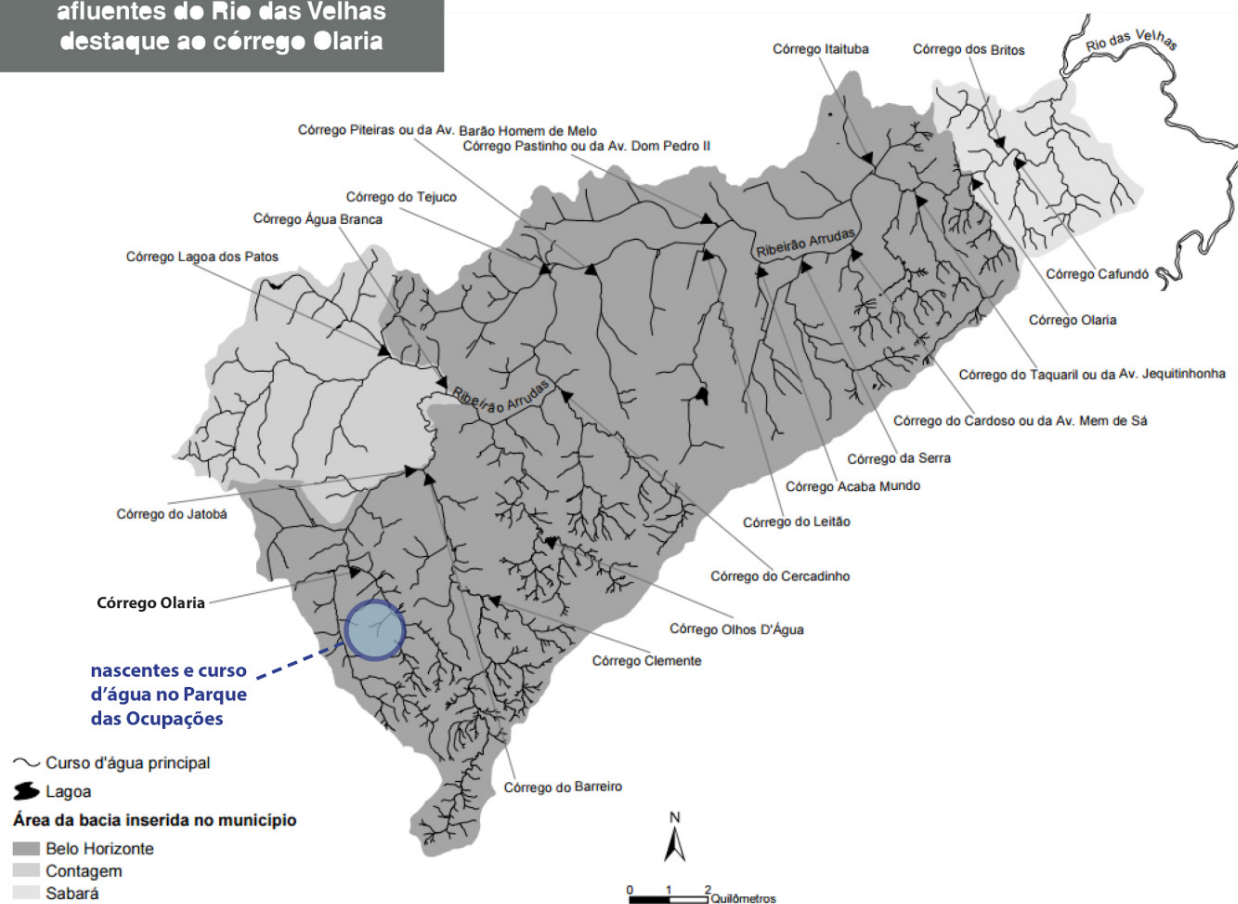 afluentes do Rio das Velhas
destaque ao córrego Olaria
Córrego Itaituba
Córrego dos Britos
Rio das Velhas
Córrego Piteiras ou da Av. Barão Homem de Melo
Córrego Pastinho ou da Av. Dom Pedro II
Córrego do Tejuco
Córrego Água Branca
Córrego Lagoa dos Patos
Ribeirão Arrudas
Córrego Cafundó
Córrego Olaria
Córrego do Taquaril ou da Av. Jequitinhonha
Ribeirão Arrudas
Córrego do Cardoso ou da Av. Mem de Sá
Córrego da Serra
Córrego Acaba Mundo
Córrego do Jatobá
Córrego do Leitão
Córrego do Cercadinho
Córrego Olaria
Córrego Olhos D'Água
Córrego Clemente
nascentes e curso
d'água no Parque
das Ocupações
Córrego do Barreiro
Curso d'água principal
Lagoa
Área da bacia inserida no município
Belo Horizonte
Contagem
Sabará
N
0 1 2
Quilômetros